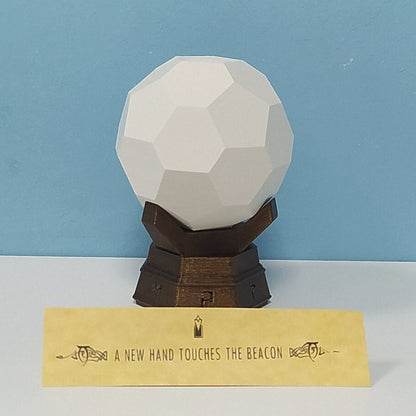 A NEW HAND TOUCHES THE BEACON